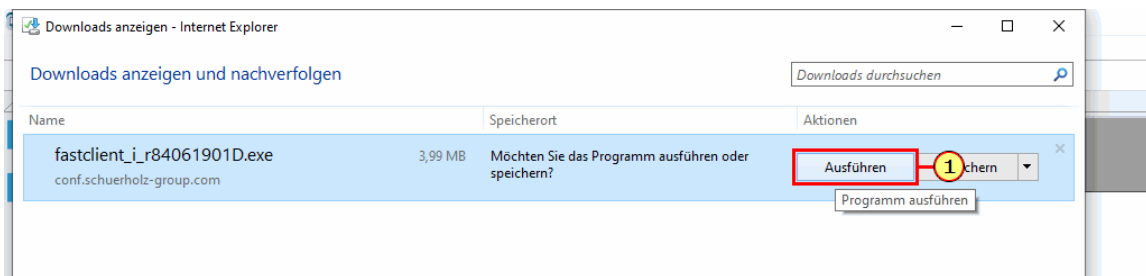 Downloads anzeigen - Internet Explorer
Downloads anzeigen und nachverfolgen
Downloads durchsuchen
Name Speicherort Aktionen
fastclient_i_r84061901D.exe 3,99 MB Möchten Sie das Programm ausführen oder
speichern?
conf.schuerholz-group.com
Ausführen 1 chern
Programm ausführen